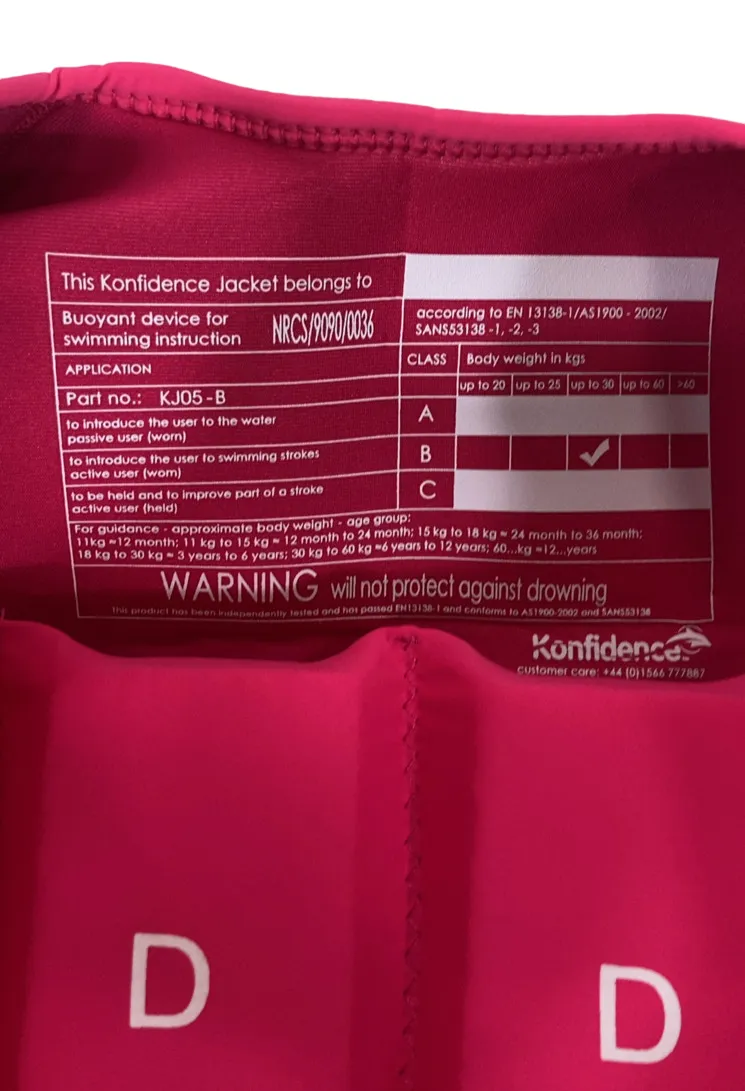 This Konfidence Jacket belongs to
Buoyant device for
swimming instruction
NRCS/9090/0036
according to EN 13138-1/AS1900 - 2002/
SANS53138 -1, -2, -3
APPLICATION
CLASS
Body weight in kgs
Part no.: KJ05 -B
up to 20
up to 25
up to 30
up to 60
>60
to introduce the user to the water
passive user (worn)
A
to introduce the user to swimming strokes
active user (worn)
B
✓
to be held and to improve part of a stroke
active user (held)
C
For guidance - approximate body weight - age group:
11kg ≈12 month; 11 kg to 15 kg ≈ 12 month to 24 month; 15 kg to 18 kg ≈ 24 month to 36 month;
18 kg to 30 kg ≈ 3 years to 6 years; 30 kg to 60 kg ≈6 years to 12 years; 60...kg ≈12...years
WARNING will not protect against drowning
This product has been independently tested and has passed EN13138-1 and conforms to AS1900-2002 and SANS53138
Konfidence
customer care: +44 (0)1566 777887
D
D